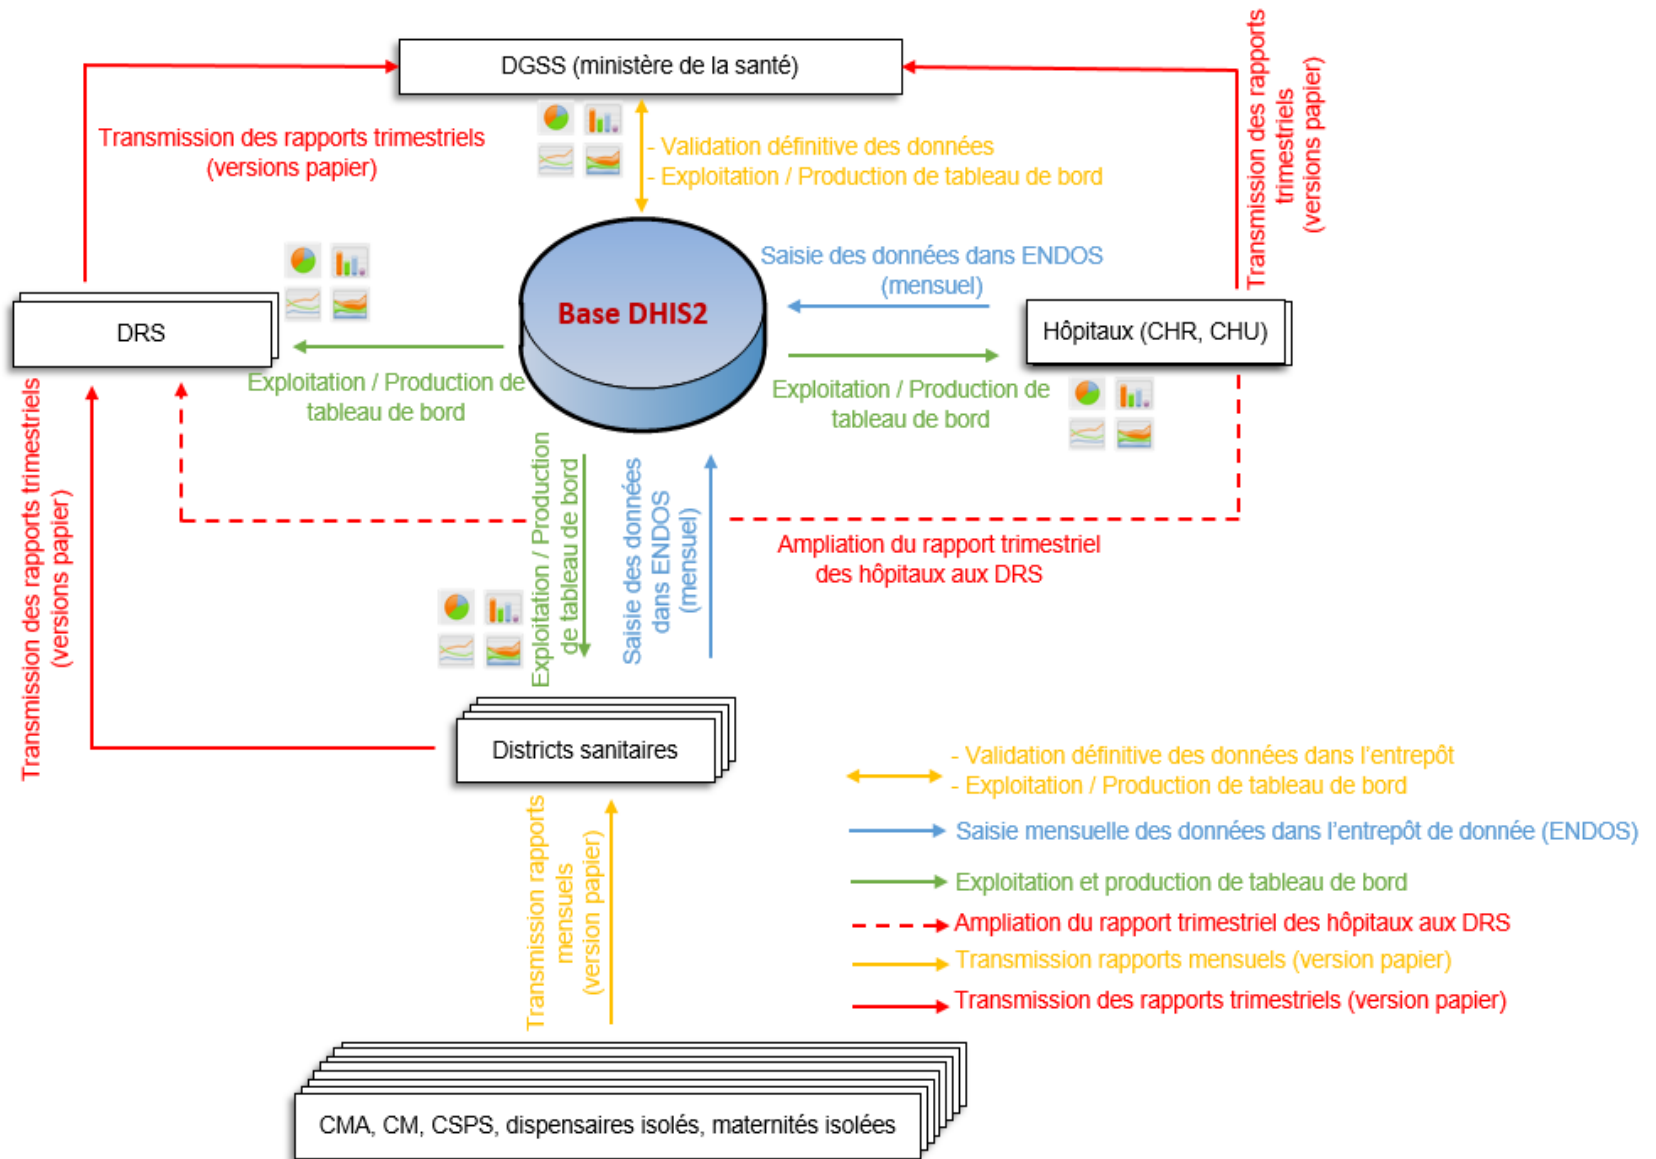 DGSS (ministère de la santé)
Transmission des rapports trimestriels
(versions papier)
- Validation définitive des données
- Exploitation / Production de tableau de bord
Transmission des rapports
trimestriels
(versions papier)
Saisie des données dans ENDOS
(mensuel)
Base DHIS2
DRS
Hôpitaux (CHR, CHU)
Exploitation / Production de
tableau de bord
Exploitation / Production de
tableau de bord
Transmission des rapports trimestriels
(versions papier)
Exploitation / Production
de tableau de bord
Saisie des données
dans ENDOS
(mensuel)
Ampliation du rapport trimestriel
des hôpitaux aux DRS
Districts sanitaires
Transmission rapports
mensuels
(version papier)
- Validation définitive des données dans l’entrepôt
- Exploitation / Production de tableau de bord
Saisie mensuelle des données dans l’entrepôt de donnée (ENDOS)
Exploitation et production de tableau de bord
Ampliation du rapport trimestriel des hôpitaux aux DRS
Transmission rapports mensuels (version papier)
Transmission des rapports trimestriels (version papier)
CMA, CM, CSPS, dispensaires isolés, maternités isolées